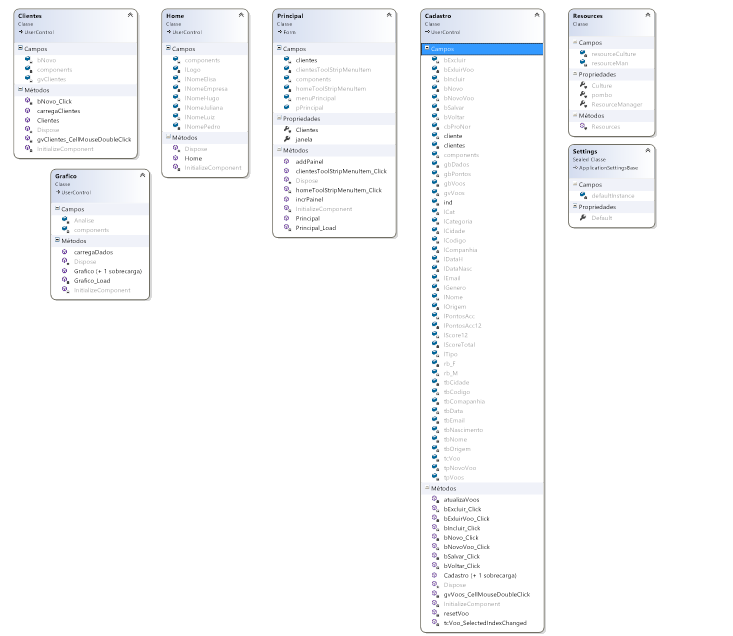 Clientes
Classe
UserControl
Campos
bNovo
components
gvClientes
Métodos
bNovo_Click
carregaClientes
Clientes
Dispose
gvClientes_CellMouseDoubleClick
InitializeComponent
Home
Classe
UserControl
Campos
components
lLago
lNomeDisa
lNomeEmpresa
lNomeHugo
lNomeJuliene
lNomeLuiz
lNomePedro
Métodos
Dispose
Home
InitializeComponent
Principal
Classe
Form
Campos
clientes
clientesToolStripMenuItem
components
homeToolStripMenuItem
menuPrincipal
pPrincipal
Propriedades
Clientes
janela
Métodos
addPainel
clientesToolStripMenuItem_Click
Dispose
homeToolStripMenuItem_Click
incrPainel
InitializeComponent
Principal
Principal_Load
Cadastro
Classe
UserControl
Campos
bExcluir
bExluirVoo
bIncluir
bNovo
bNovoVoo
bSalvar
bVoltar
cbProNor
cliente
clientes
components
gbDados
gbPontos
gbVoos
gvVoos
ind
lCat
lCategoria
lCidade
lCodigo
lCompanhia
lDataH
lDataNasc
lEmail
lGenero
lNome
lOrigem
lPontosAcc
lPontosAcc12
lScore12
lScoreTotal
lTipo
rb_F
rb_M
tbCidade
tbCodigo
tbComapanhia
tbData
tbEmail
tbNascimento
tbNome
tbOrigem
tcVoo
tpNovoVoo
tpVoos
Métodos
atualizaVoos
bExcluir_Click
bExluirVoo_Click
bIncluir_Click
bNovo_Click
bNovoVoo_Click
bSalvar_Click
bVoltar_Click
Cadastro (+ 1 sobrecarga)
Dispose
gvVoos_CellMouseDoubleClick
InitializeComponent
resetVoo
tcVoo_SelectedIndexChanged
Resources
Classe
Campos
resourceCulture
resourceMan
Propriedades
Culture
pombo
ResourceManager
Métodos
Resources
Settings
Sealed Classe
ApplicationSettingsBase
Campos
defaultInstance
Propriedades
Default
Grafico
Classe
UserControl
Campos
Analise
components
Métodos
carregaDados
Dispose
Grafico (+ 1 sobrecarga)
Grafico_Load
InitializeComponent